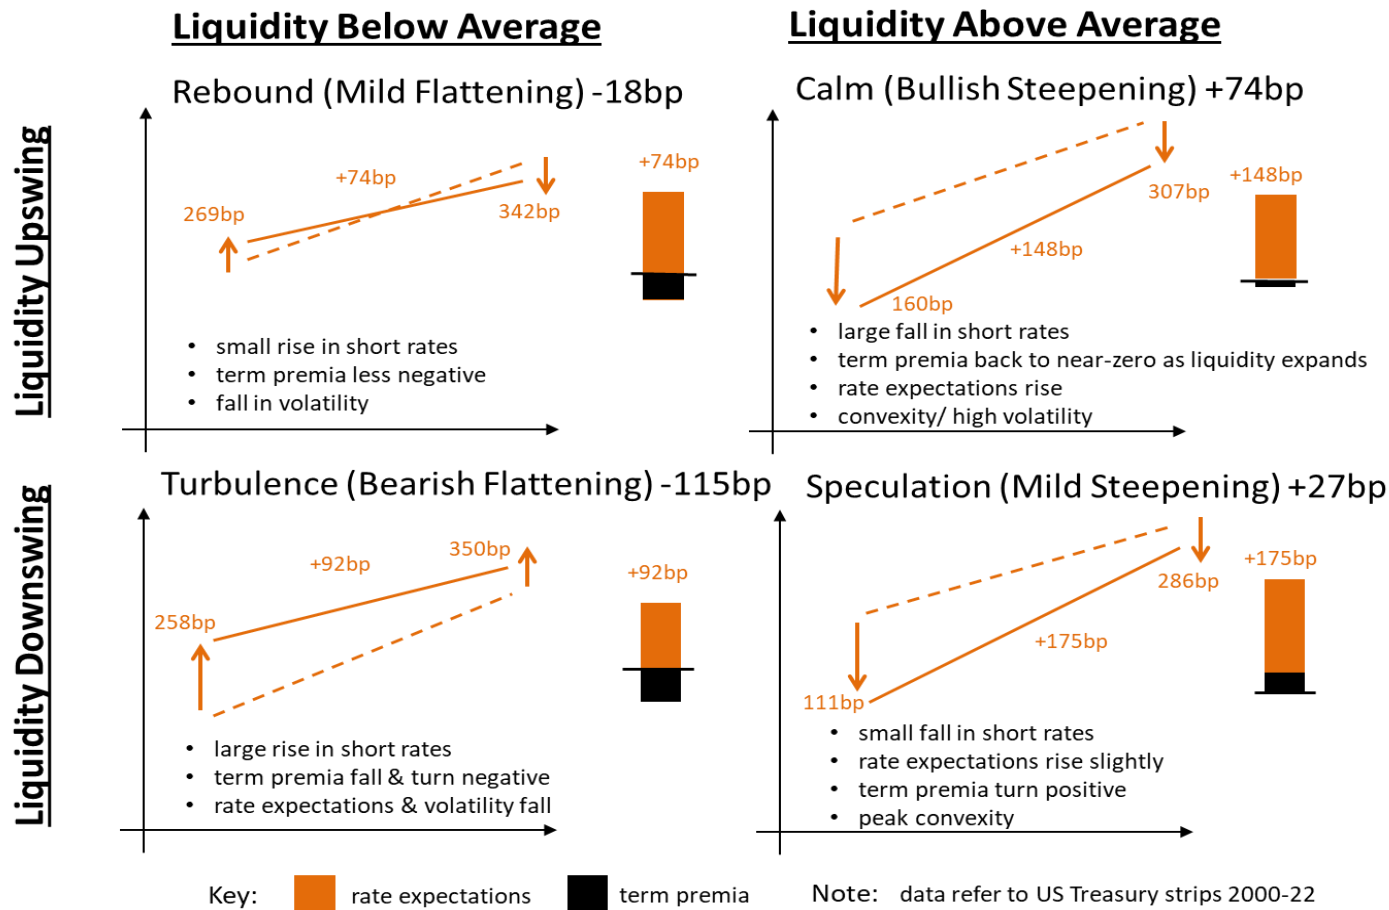 Liquidity Below Average
Liquidity Above Average
Liquidity Upswing
Rebound (Mild Flattening) -18bp
+74bp
269bp
342bp
+74bp
• small rise in short rates
• term premia less negative
• fall in volatility
Calm (Bullish Steepening) +74bp
307bp
+148bp
+148bp
160bp
• large fall in short rates
• term premia back to near-zero as liquidity expands
• rate expectations rise
• convexity/ high volatility
Liquidity Downswing
Turbulence (Bearish Flattening) -115bp
350bp
+92bp
+92bp
258bp
• large rise in short rates
• term premia fall & turn negative
• rate expectations & volatility fall
Speculation (Mild Steepening) +27bp
+175bp
286bp
+175bp
111bp
• small fall in short rates
• rate expectations rise slightly
• term premia turn positive
• peak convexity
Key: rate expectations term premia Note: data refer to US Treasury strips 2000-22